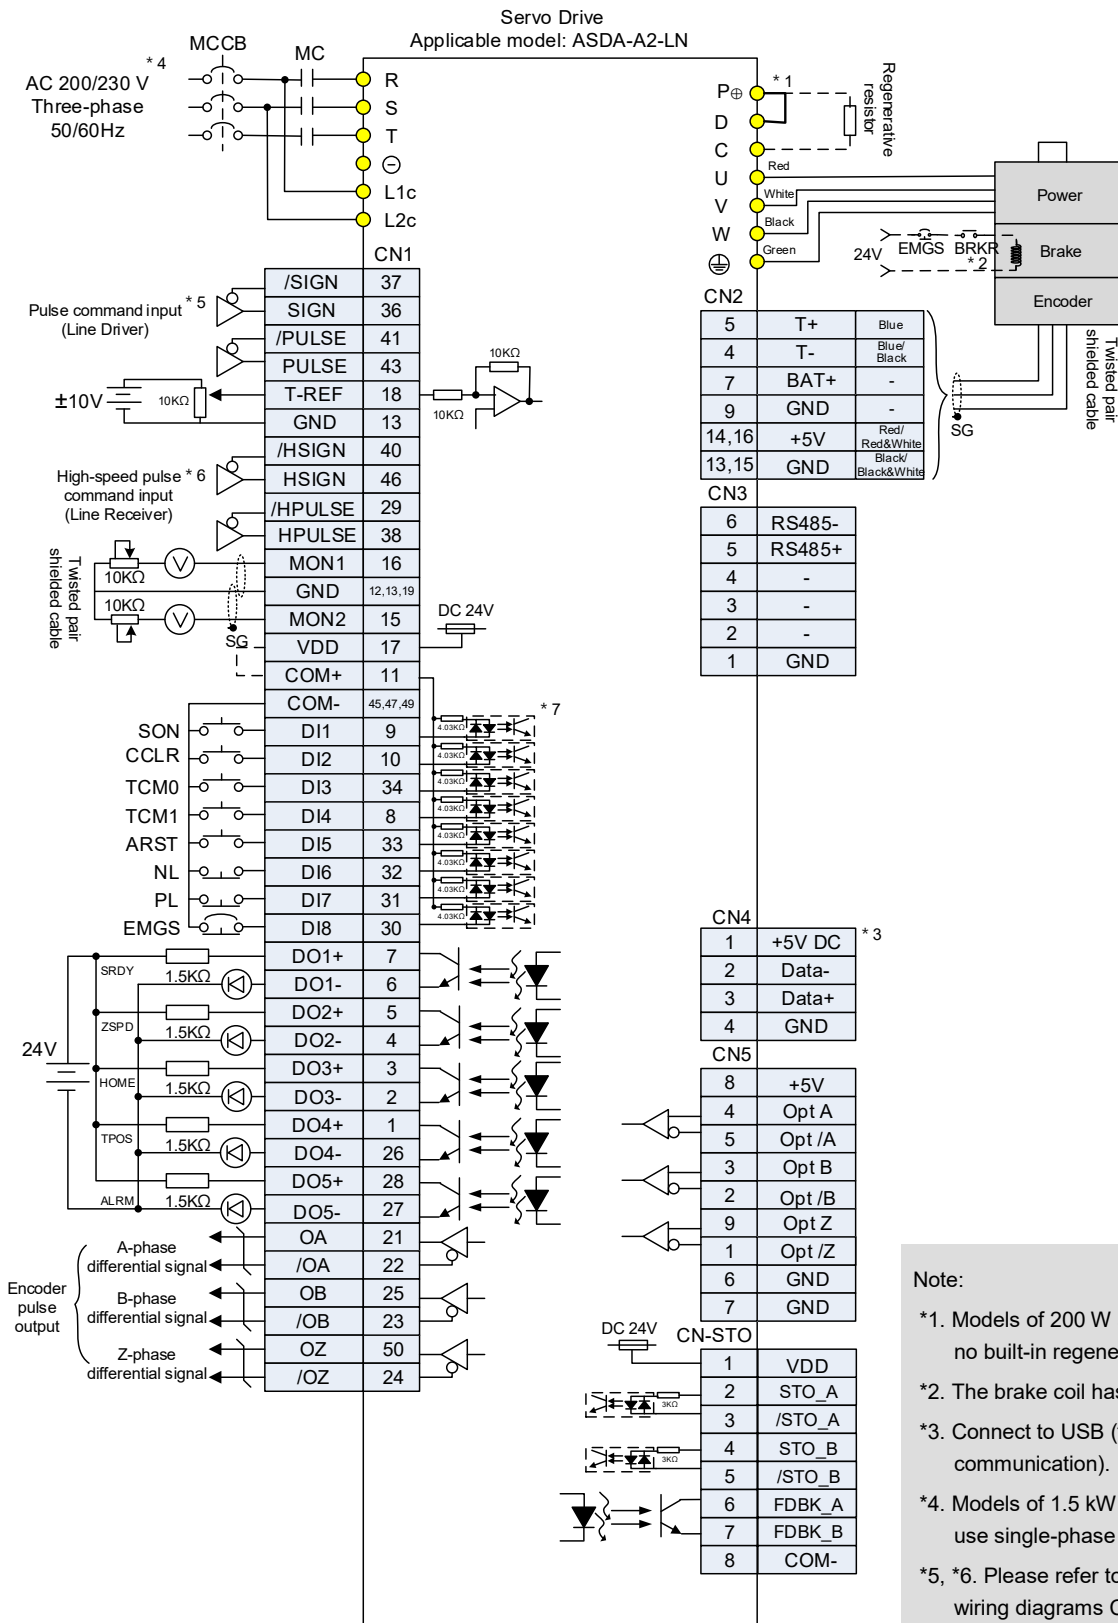 Servo Drive
Applicable model: ASDA-A2-LN
MCCB
MC
* 4
AC 200/230 V
Three-phase
50/60Hz
R
S
T
⊖
L1c
L2c
P⊕
* 1
D
C
U
V
W
Regenerative
resistor
Red
White
Black
Green
Power
24V
EMGS
BRKR
* 2
Brake
Encoder
Twisted pair
shielded cable
SG
CN1
/SIGN 37
SIGN 36
/PULSE 41
PULSE 43
T-REF 18
GND 13
/HSIGN 40
HSIGN 46
/HPULSE 29
HPULSE 38
MON1 16
GND 12,13,19
MON2 15
VDD 17
COM+ 11
COM- 45,47,49
DI1 9
DI2 10
DI3 34
DI4 8
DI5 33
DI6 32
DI7 31
DI8 30
DO1+ 7
DO1- 6
DO2+ 5
DO2- 4
DO3+ 3
DO3- 2
DO4+ 1
DO4- 26
DO5+ 28
DO5- 27
OA 21
/OA 22
OB 25
/OB 23
OZ 50
/OZ 24
Pulse command input * 5
(Line Driver)
±10V
10KΩ
10KΩ
10KΩ
High-speed pulse * 6
command input
(Line Receiver)
Twisted pair
shielded cable
10KΩ
V
10KΩ
V
SG
DC 24V
* 7
4.03KΩ
4.03KΩ
4.03KΩ
4.03KΩ
4.03KΩ
4.03KΩ
4.03KΩ
4.03KΩ
SON
CCLR
TCM0
TCM1
ARST
NL
PL
EMGS
24V
SRDY
1.5KΩ
ZSPD
1.5KΩ
HOME
1.5KΩ
TPOS
1.5KΩ
ALRM
1.5KΩ
Encoder
pulse
output
A-phase
differential signal
B-phase
differential signal
Z-phase
differential signal
CN2
5 T+ Blue
4 T- Blue/
Black
7 BAT+ -
9 GND -
14,16 +5V Red/
Red&White
13,15 GND Black/
Black&White
CN3
6 RS485-
5 RS485+
4 -
3 -
2 -
1 GND
CN4
* 3
1 +5V DC
2 Data-
3 Data+
4 GND
CN5
8 +5V
4 Opt A
5 Opt /A
3 Opt B
2 Opt /B
9 Opt Z
1 Opt /Z
6 GND
7 GND
DC 24V
CN-STO
1 VDD
2 STO_A
3 /STO_A
4 STO_B
5 /STO_B
6 FDBK_A
7 FDBK_B
8 COM-
3KΩ
3KΩ
Note:
*1. Models of 200 W
no built-in regene
*2. The brake coil has
*3. Connect to USB (
communication).
*4. Models of 1.5 kW
use single-phase
*5, *6. Please refer to
wiring diagrams C